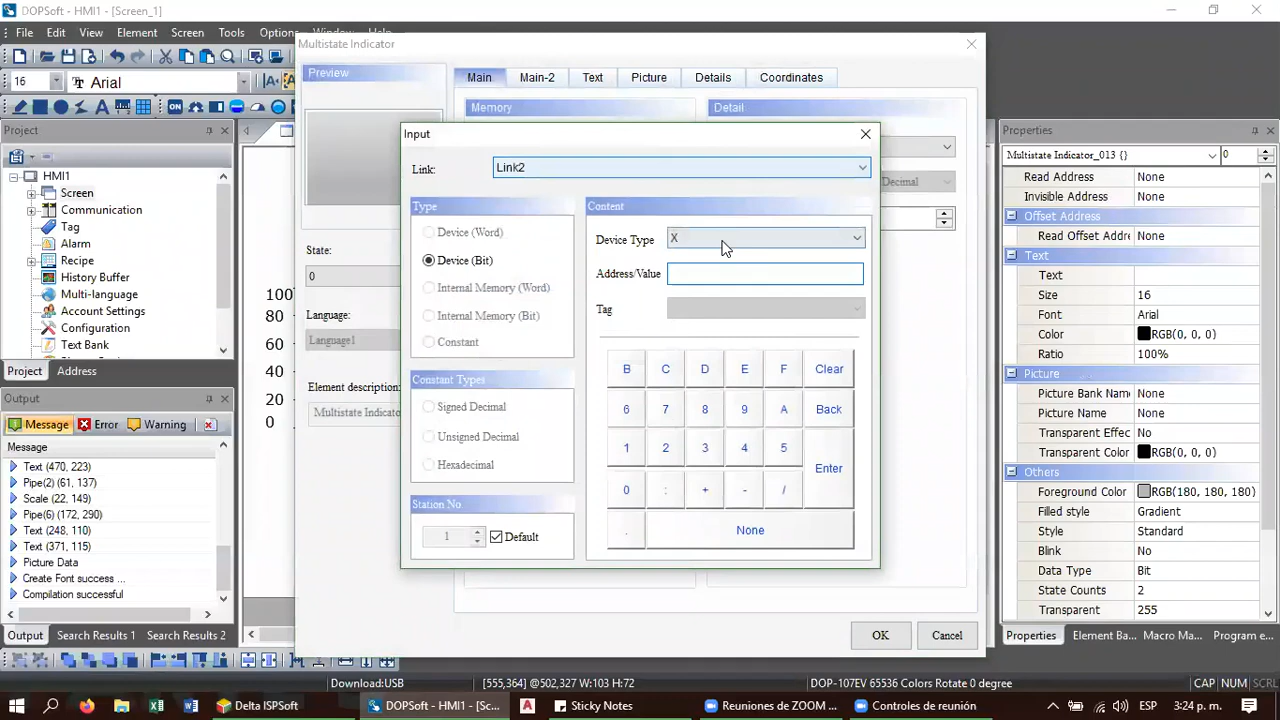 DOPSoft - HMI1 - [Screen_1]
File Edit View Element Screen Tools Options Window Help
16 Arial
Project
HMI1
Screen
Communication
Tag
Alarm
Recipe
History Buffer
Multi-language
Account Settings
Configuration
Text Bank
Project Address
Output
Message Error Warning
Message
Text (470, 223)
Pipe(2) (61, 137)
Scale (22, 149)
Pipe(6) (172, 290)
Text (248, 110)
Text (371, 115)
Picture Data
Create Font success ...
Compilation successful
Output Search Results 1 Search Results 2
100
80
60
40
20
0
Multistate Indicator
Preview
State:
0
Language:
Language1
Element description:
Multistate Indicato
Main Main-2 Text Picture Details Coordinates
Memory
Detail
Decimal
OK Cancel
Input
Link: Link2
Type
Device (Word)
Device (Bit)
Internal Memory (Word)
Internal Memory (Bit)
Constant
Constant Types
Signed Decimal
Unsigned Decimal
Hexadecimal
Station No.
1 Default
Content
Device Type X
Address/Value
Tag
B C D E F Clear
6 7 8 9 A Back
1 2 3 4 5 Enter
0 : + - /
. None
Properties
Multistate Indicator_013 {} 0
Read Address None
Invisible Address None
Offset Address
Read Offset Address None
Text
Text
Size 16
Font Arial
Color RGB(0, 0, 0)
Ratio 100%
Picture
Picture Bank Name None
Picture Name None
Transparent Effec No
Transparent Color RGB(0, 0, 0)
Others
Foreground Color RGB(180, 180, 180)
Filled style Gradient
Style Standard
Blink No
Data Type Bit
State Counts 2
Transparent 255
Properties Element Ba... Macro Ma... Program e...
Download:USB [555,364] @502,327 W:103 H:72 DOP-107EV 65536 Colors Rotate 0 degree CAP NUM SCRL
Delta ISPSoft DOPSoft - HMI1 - [Sc... Sticky Notes Reuniones de ZOOM ... Controles de reunión ESP 3:24 p. m.